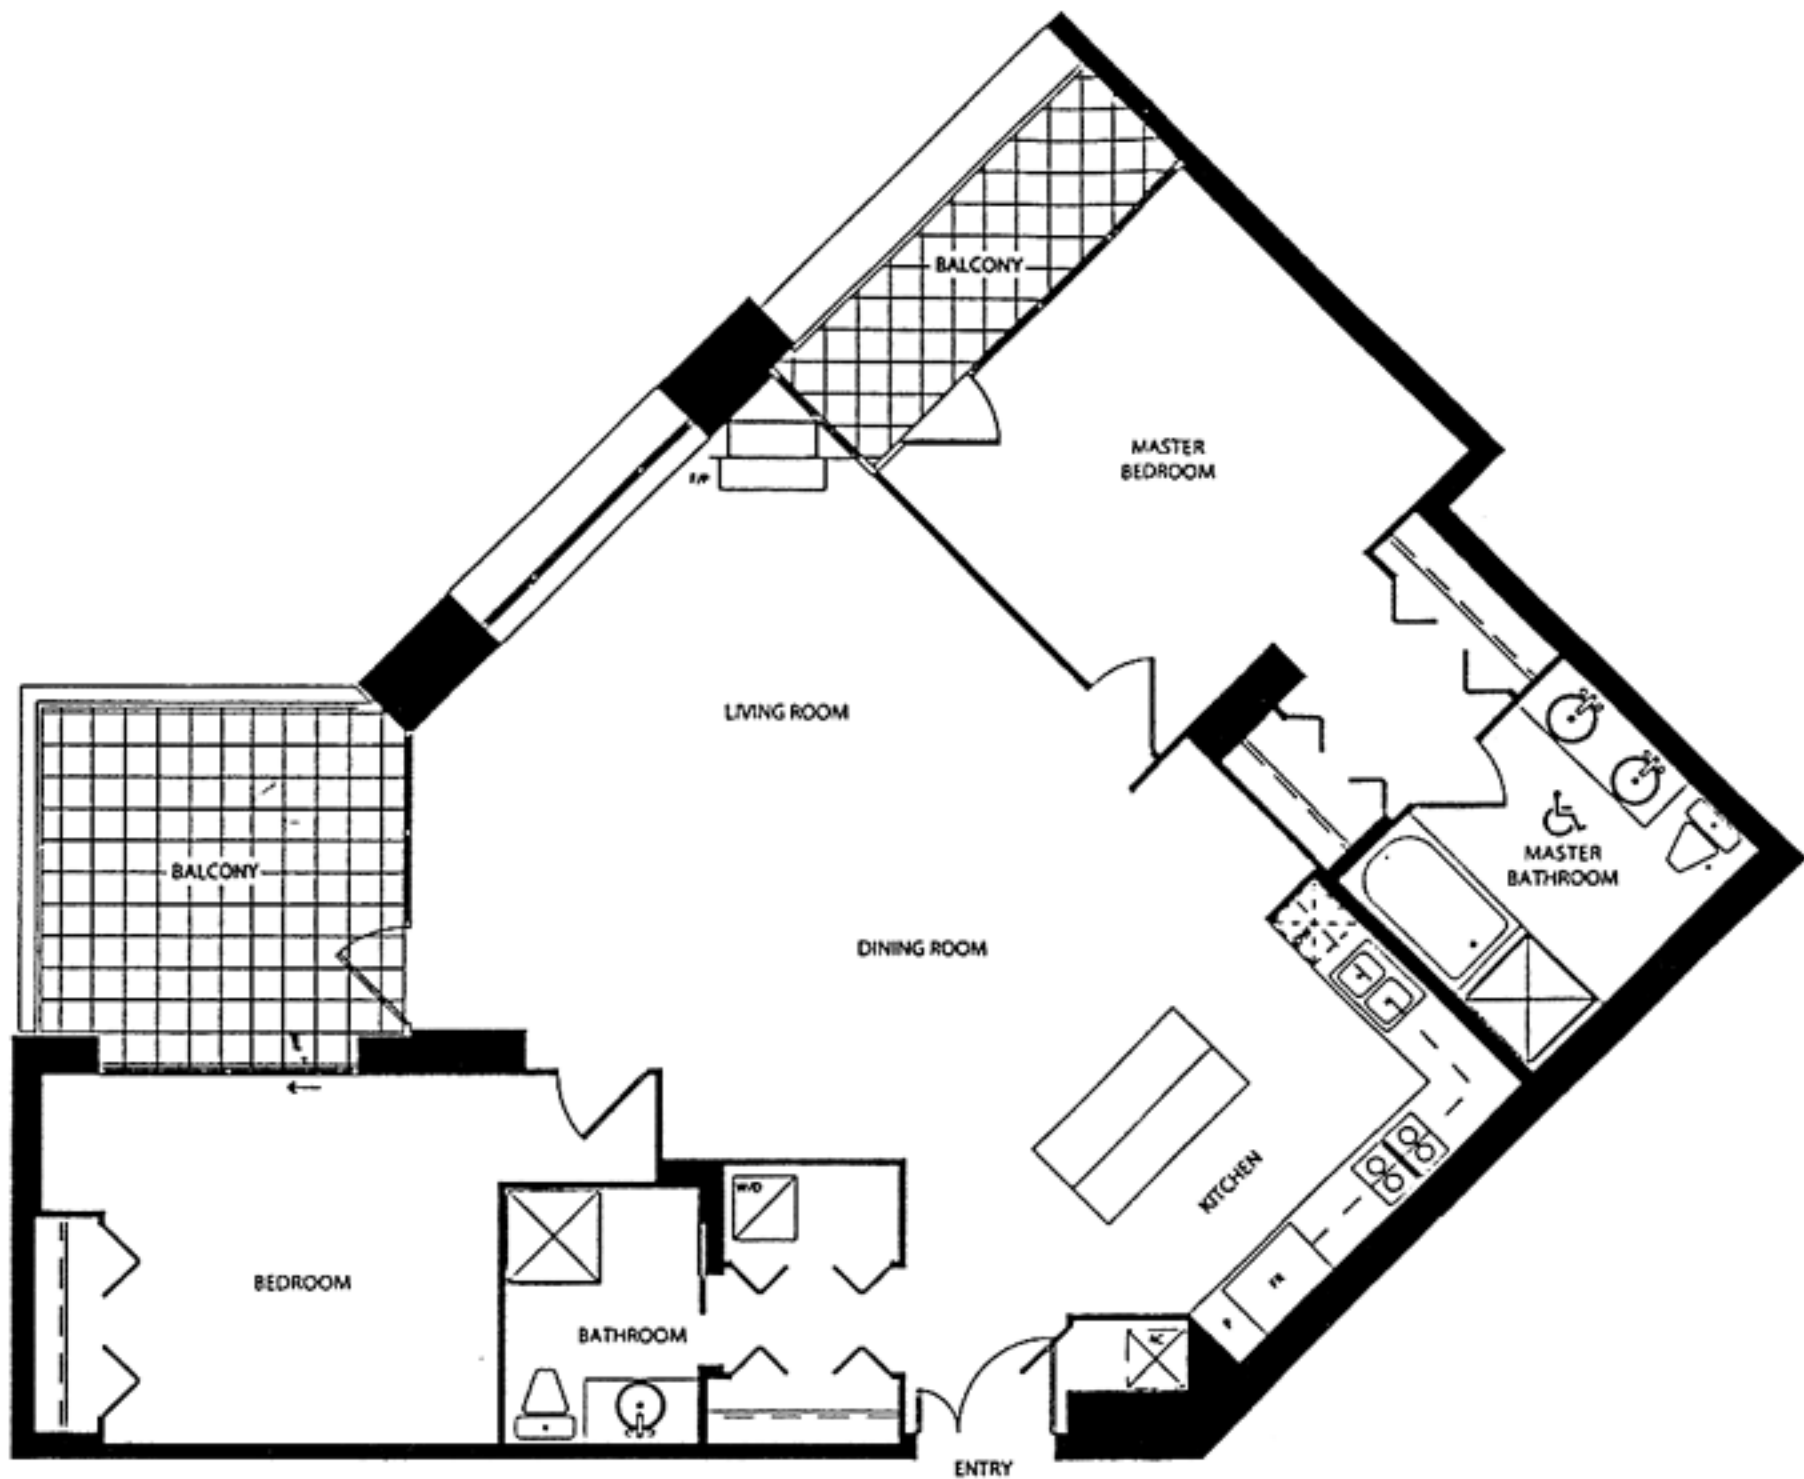 BALCONY
MASTER
BEDROOM
F/P
LIVING ROOM
MASTER
BATHROOM
BALCONY
DINING ROOM
KITCHEN
W/D
BEDROOM
FR
P
BATHROOM
AC
ENTRY